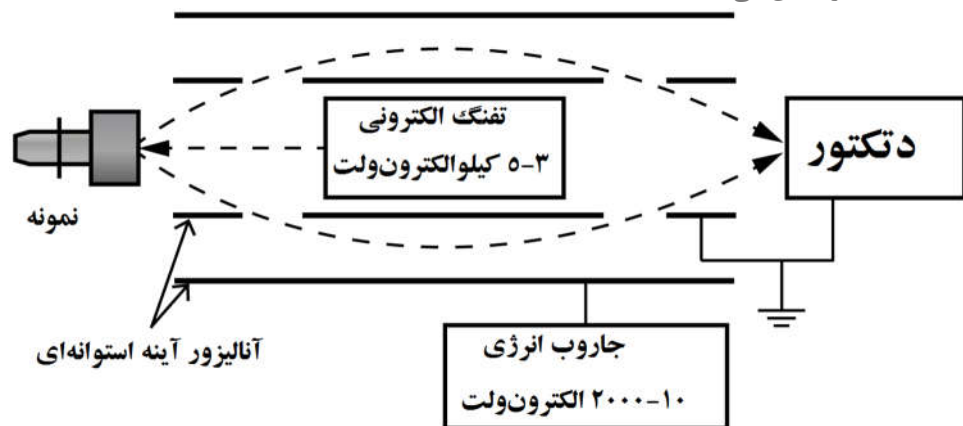 تفنگ الکترونی
۳-۵ کیلوالکترون‌ولت
دتکتور
نمونه
آنالیزور آینه استوانه‌ای
جاروب انرژی
۱۰-۲۰۰۰ الکترون‌ولت